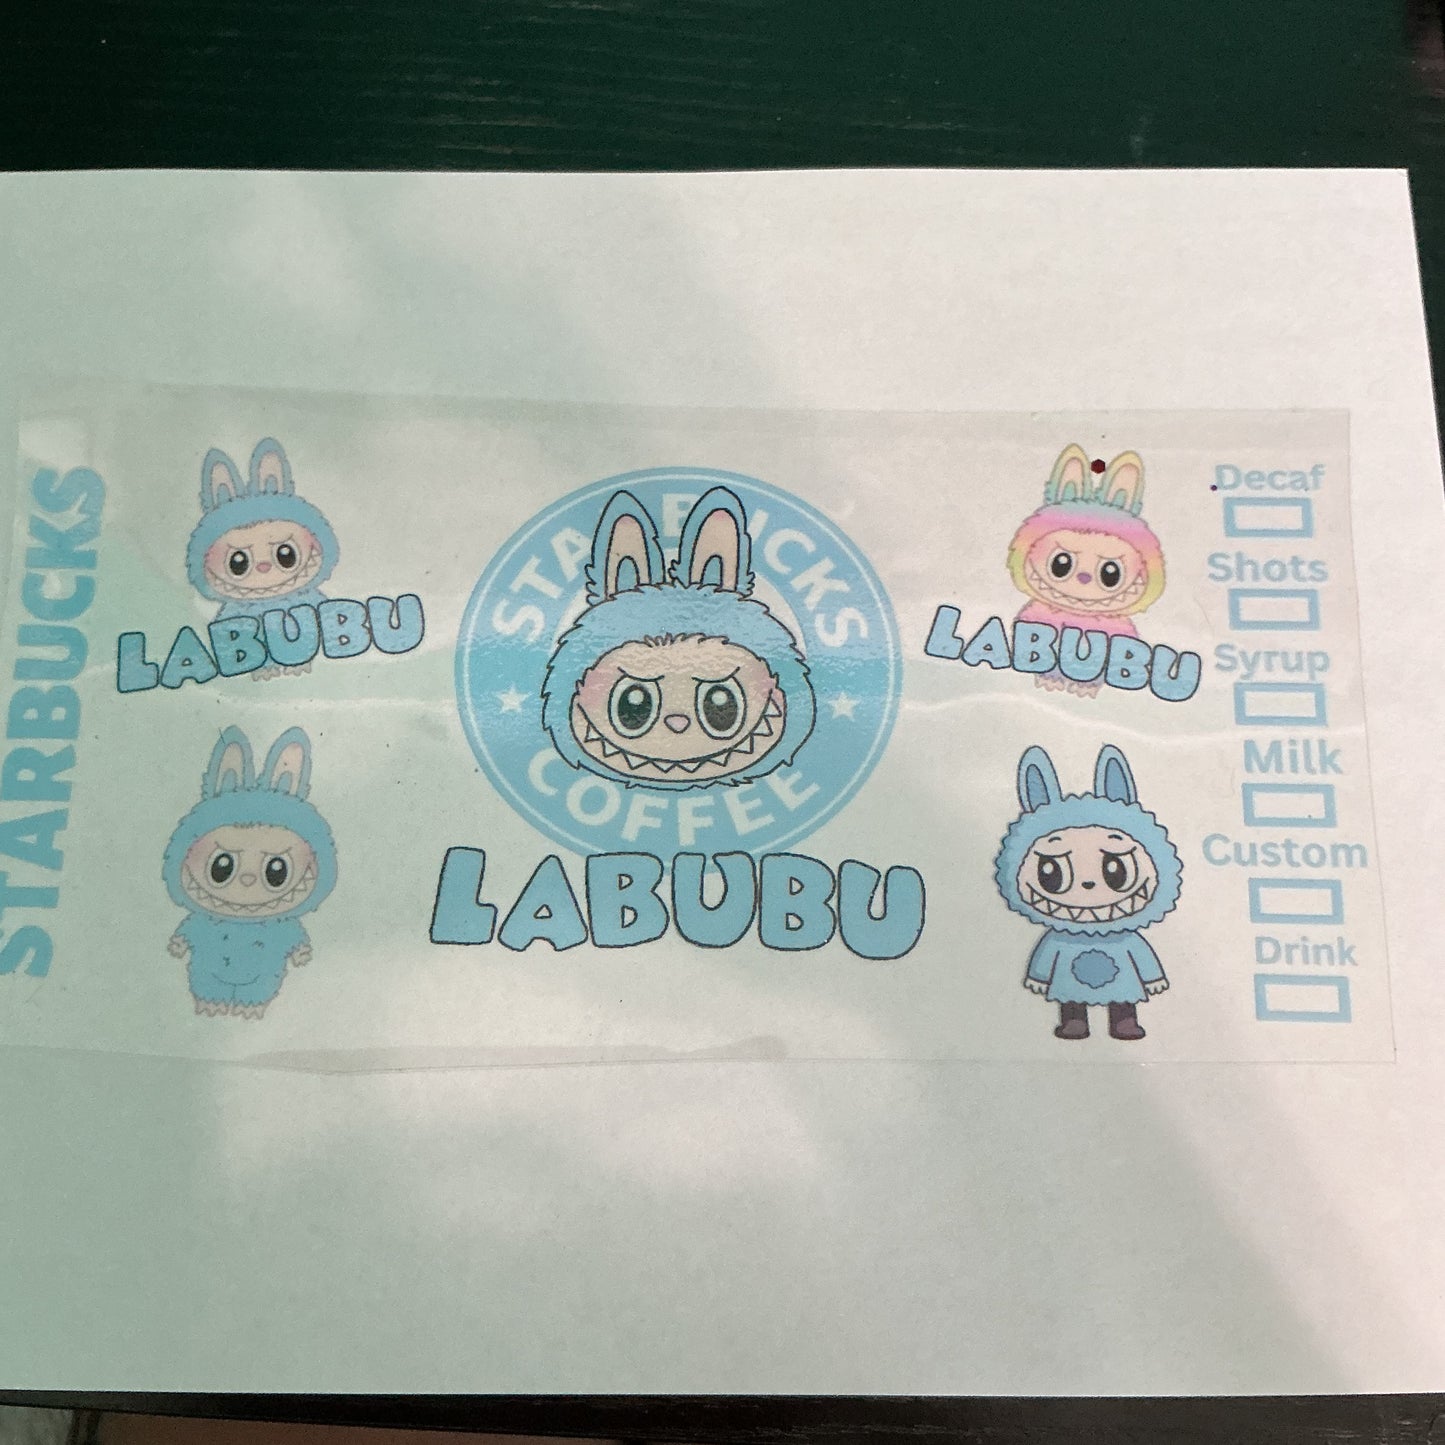 STARBUCKS
LABUBU
STARBUCKS
COFFEE
LABUBU
LABUBU
Decaf
Shots
Syrup
Milk
Custom
Drink